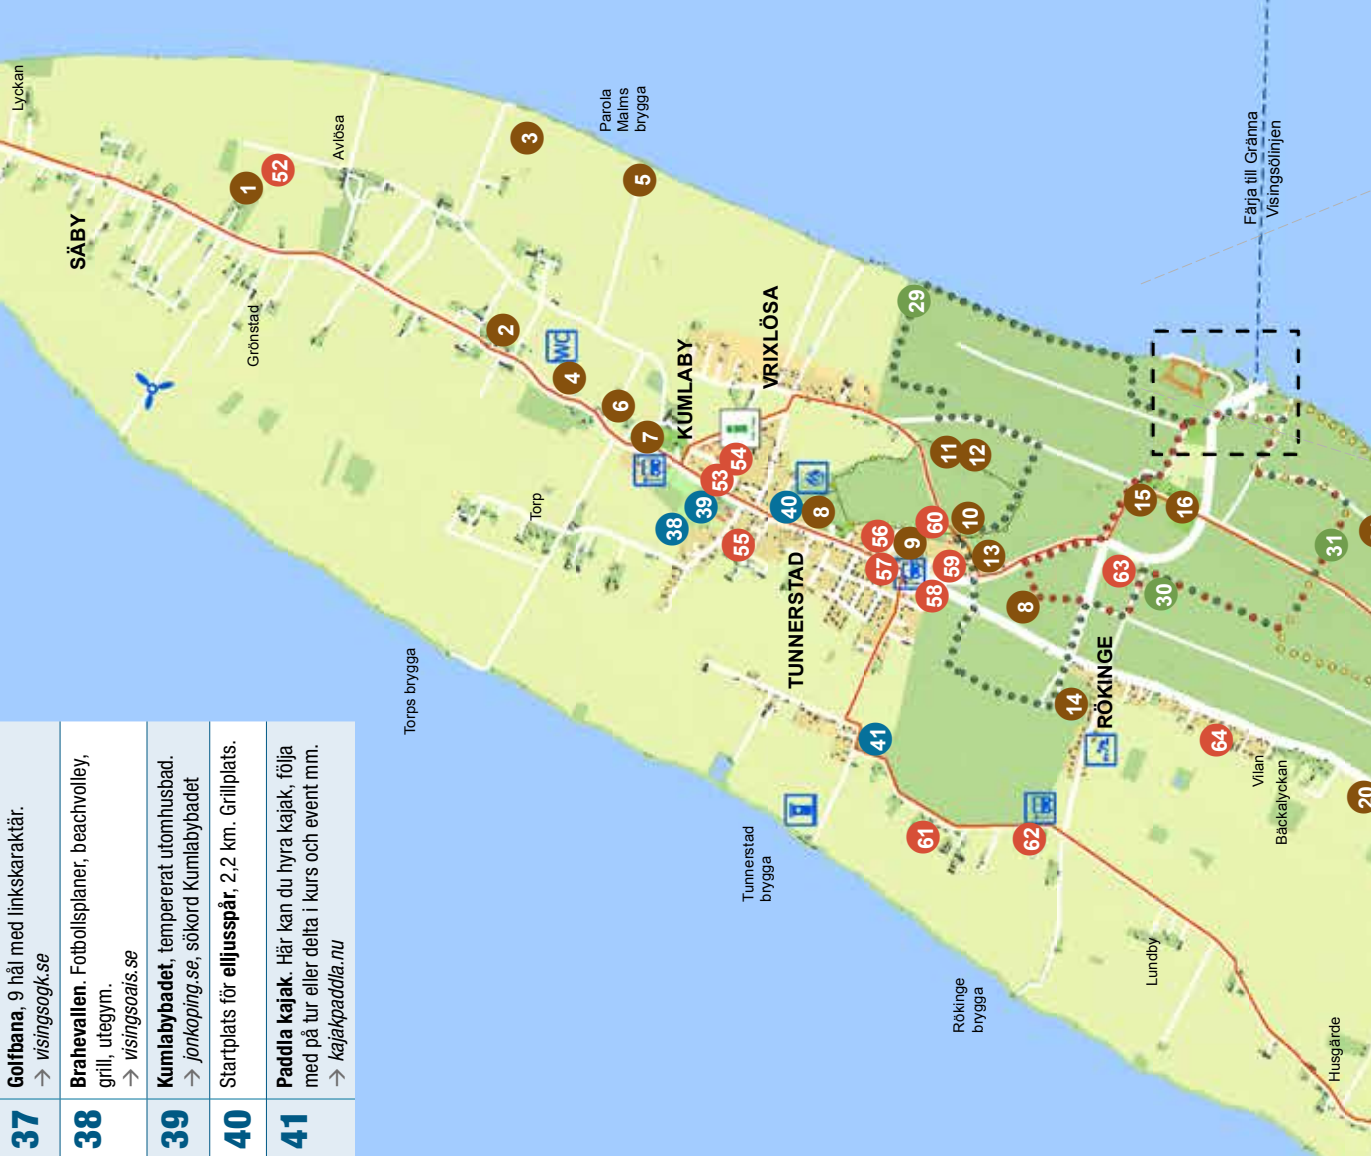 37
Golfbana, 9 hål med linkskaraktär.
→ visingsogk.se
38
Brahevallen. Fotbollsplaner, beachvolley,
grill, utegym.
→ visingsoais.se
39
Kumlabybadet, temperat utomhusbad.
→ jonkoping.se, sökord Kumlabybadet
40
Startplats för elljusspår, 2,2 km. Grillplats.
41
Paddla kajak. Här kan du hyra kajak, följa
med på tur eller delta i kurs och event mm.
→ kajakpaddla.nu
Lyckan
SÄBY
1
52
Avlösa
Grönstad
3
Parola
Malms
brygga
5
2
WC
4
6
7
KUMLABY
VRIXLÖSA
i
54
53
39
38
Torp
55
40
8
Torps brygga
TUNNERSTAD
29
11
12
10
60
56
9
57
59
58
13
8
41
Tunnerstad
brygga
61
62
14
RÖKINGE
15
16
63
30
31
Färja till Gränna
Visingsölinjen
64
Vilan
Bäckalyckan
20
Rökinge
brygga
Lundby
Husgärde